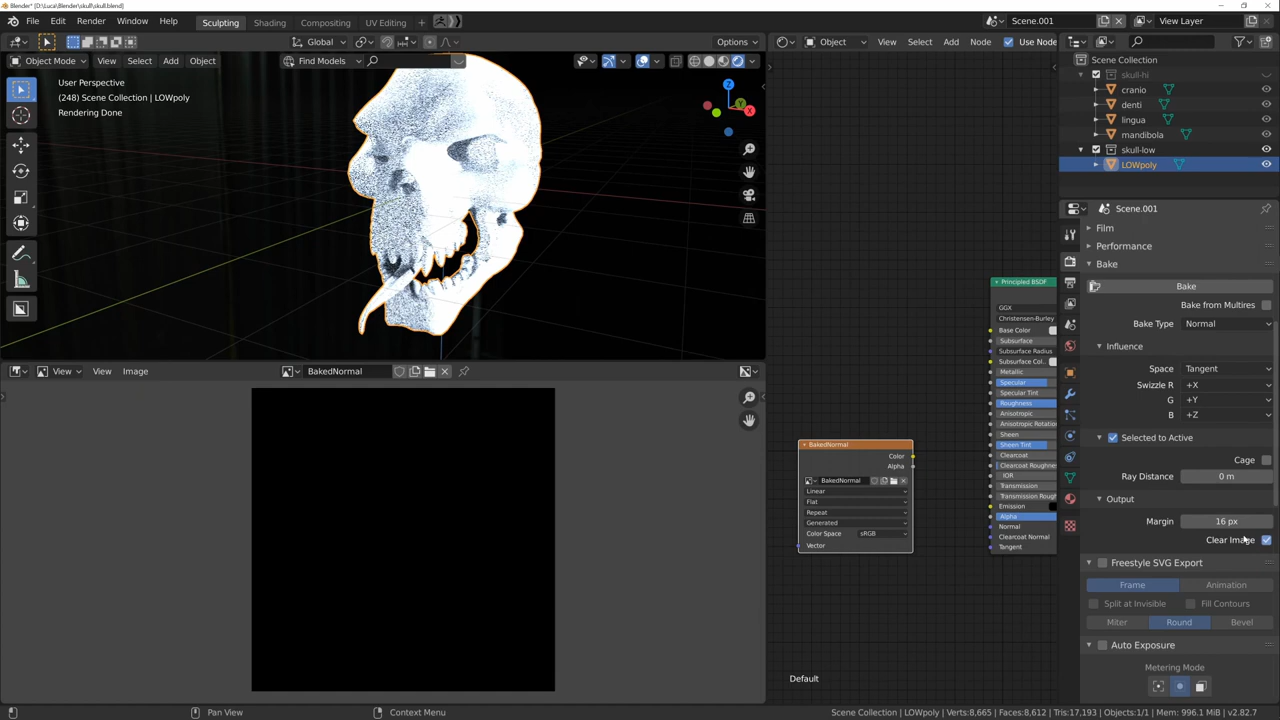 Blender* [D:\Luca\Blender\skull\skull.blend]
File Edit Render Window Help Sculpting Shading Compositing UV Editing + Scene.001 View Layer
Global Options Object View Select Add Node Use Node
Object Mode View Select Add Object Find Models
User Perspective
(248) Scene Collection | LOWpoly
Rendering Done
Z
Y
X
Scene Collection
skull-hi
cranio
denti
lingua
mandibola
skull-low
LOWpoly
Scene.001
Film
Performance
Bake
Bake
Bake from Multires
Bake Type Normal
Influence
Space Tangent
Swizzle R +X
G +Y
B +Z
Selected to Active
Cage
Ray Distance 0 m
Output
Margin 16 px
Clear Image
Freestyle SVG Export
Frame Animation
Split at Invisible Fill Contours
Miter Round Bevel
Auto Exposure
Metering Mode
View View Image BakedNormal
Principled BSDF
GGX
Christensen-Burley
Base Color
Subsurface
Subsurface Radius
Subsurface Col..
Metallic
Specular
Specular Tint
Roughness
Anisotropic
Anisotropic Rotatio
Sheen
Sheen Tint
Clearcoat
Clearcoat Roughne
IOR
Transmission
Transmission Rough
Emission
Alpha
Normal
Clearcoat Normal
Tangent
BakedNormal
Color
Alpha
BakedNormal
Linear
Flat
Repeat
Generated
Color Space sRGB
Vector
Default
Pan View Context Menu Scene Collection | LOWpoly | Verts:8,665 | Faces:8,612 | Tris:17,193 | Objects:1/1 | Mem: 996.1 MiB | v2.82.7